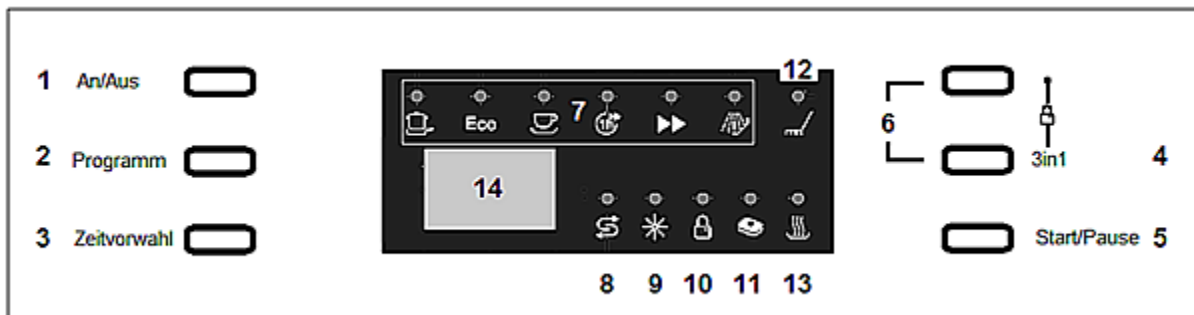 1 An/Aus
12
7
Eco
1h
6
2 Programm
14
3in1 4
3 Zeitvorwahl
Start/Pause 5
8 9 10 11 13